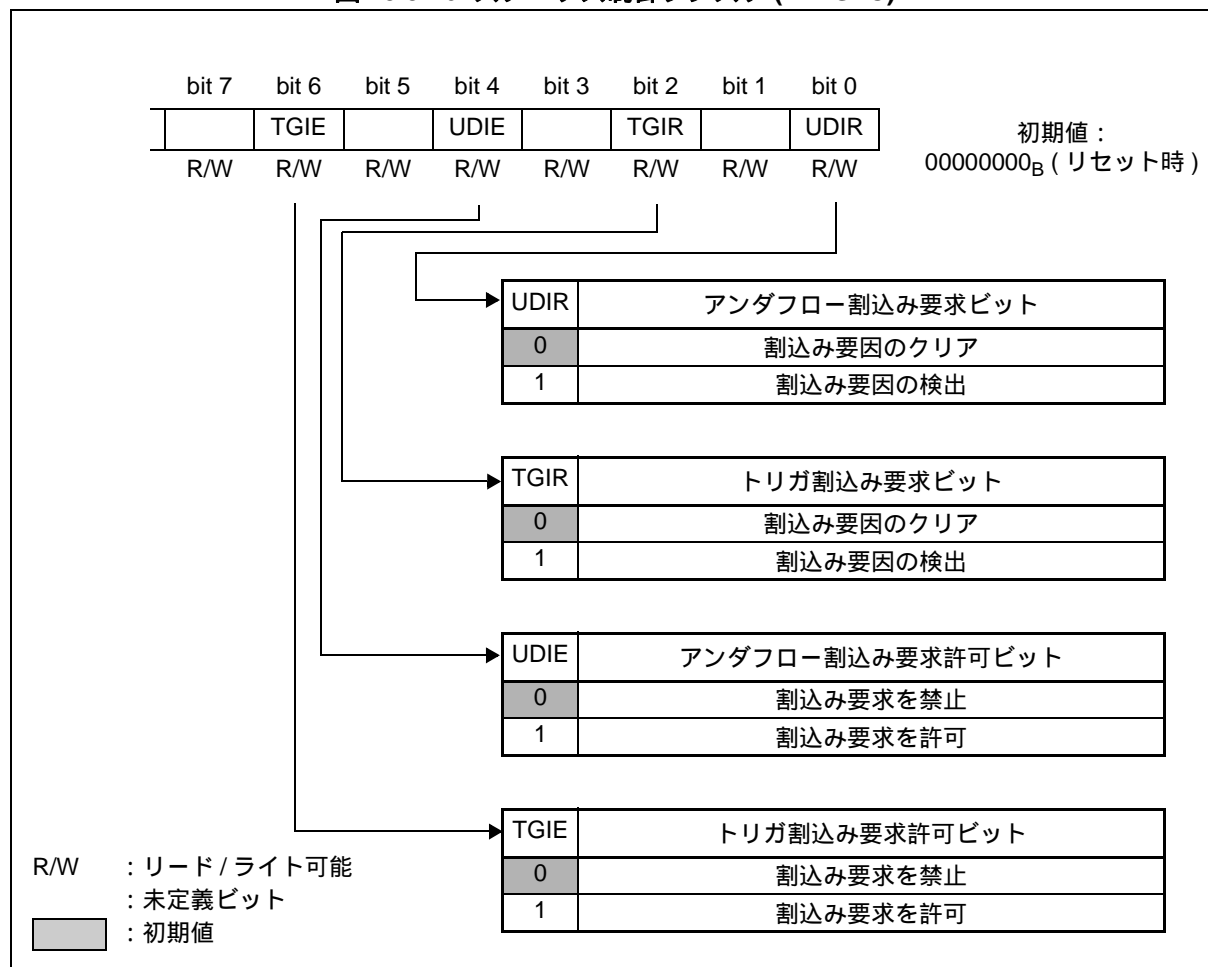 bit 7 bit 6 bit 5 bit 4 bit 3 bit 2 bit 1 bit 0
TGIE UDIE TGIR UDIR
R/W R/W R/W R/W R/W R/W R/W R/W
初期値：
00000000B ( リセット時 )
UDIR アンダフロー割込み要求ビット
0 割込み要因のクリア
1 割込み要因の検出
TGIR トリガ割込み要求ビット
0 割込み要因のクリア
1 割込み要因の検出
UDIE アンダフロー割込み要求許可ビット
0 割込み要求を禁止
1 割込み要求を許可
TGIE トリガ割込み要求許可ビット
0 割込み要求を禁止
1 割込み要求を許可
R/W ：リード / ライト可能
：未定義ビット
：初期値